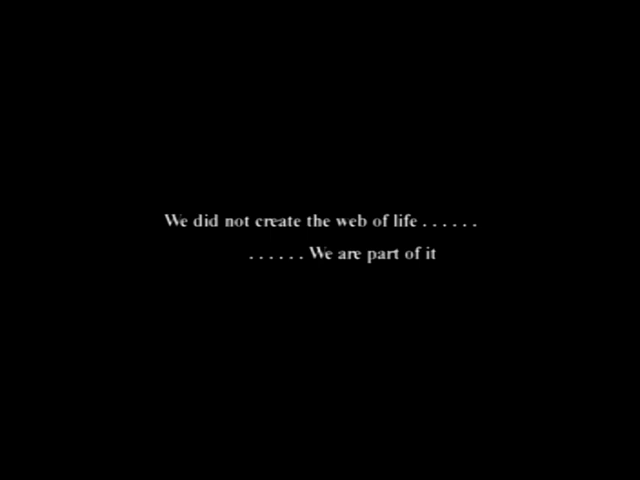 We did not create the web of life . . . . . .
. . . . . . We are part of it